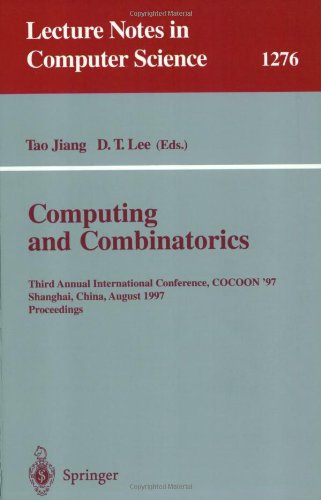 Lecture Notes in
Computer Science 1276
Tao Jiang D. T. Lee (Eds.)
Computing
and Combinatorics
Third Annual International Conference, COCOON '97
Shanghai, China, August 1997
Proceedings
Springer